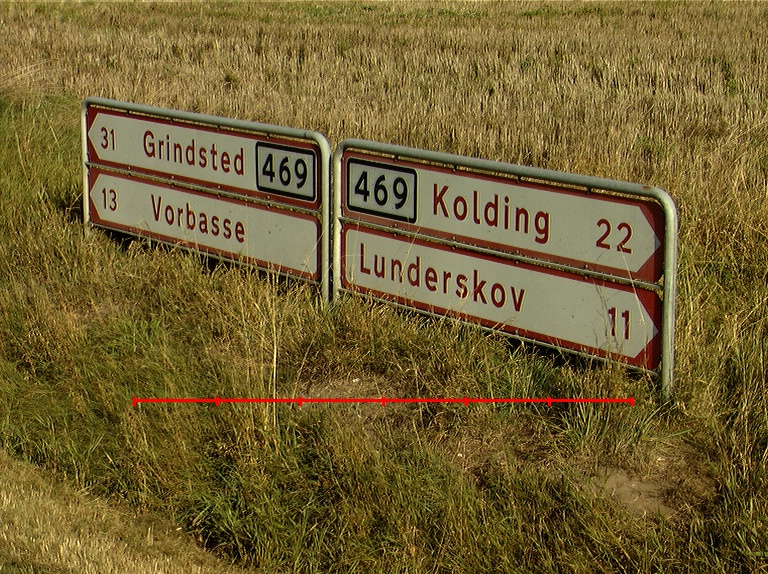 31 Grindsted 469
13 Vorbasse
469 Kolding 22
Lunderskov 11